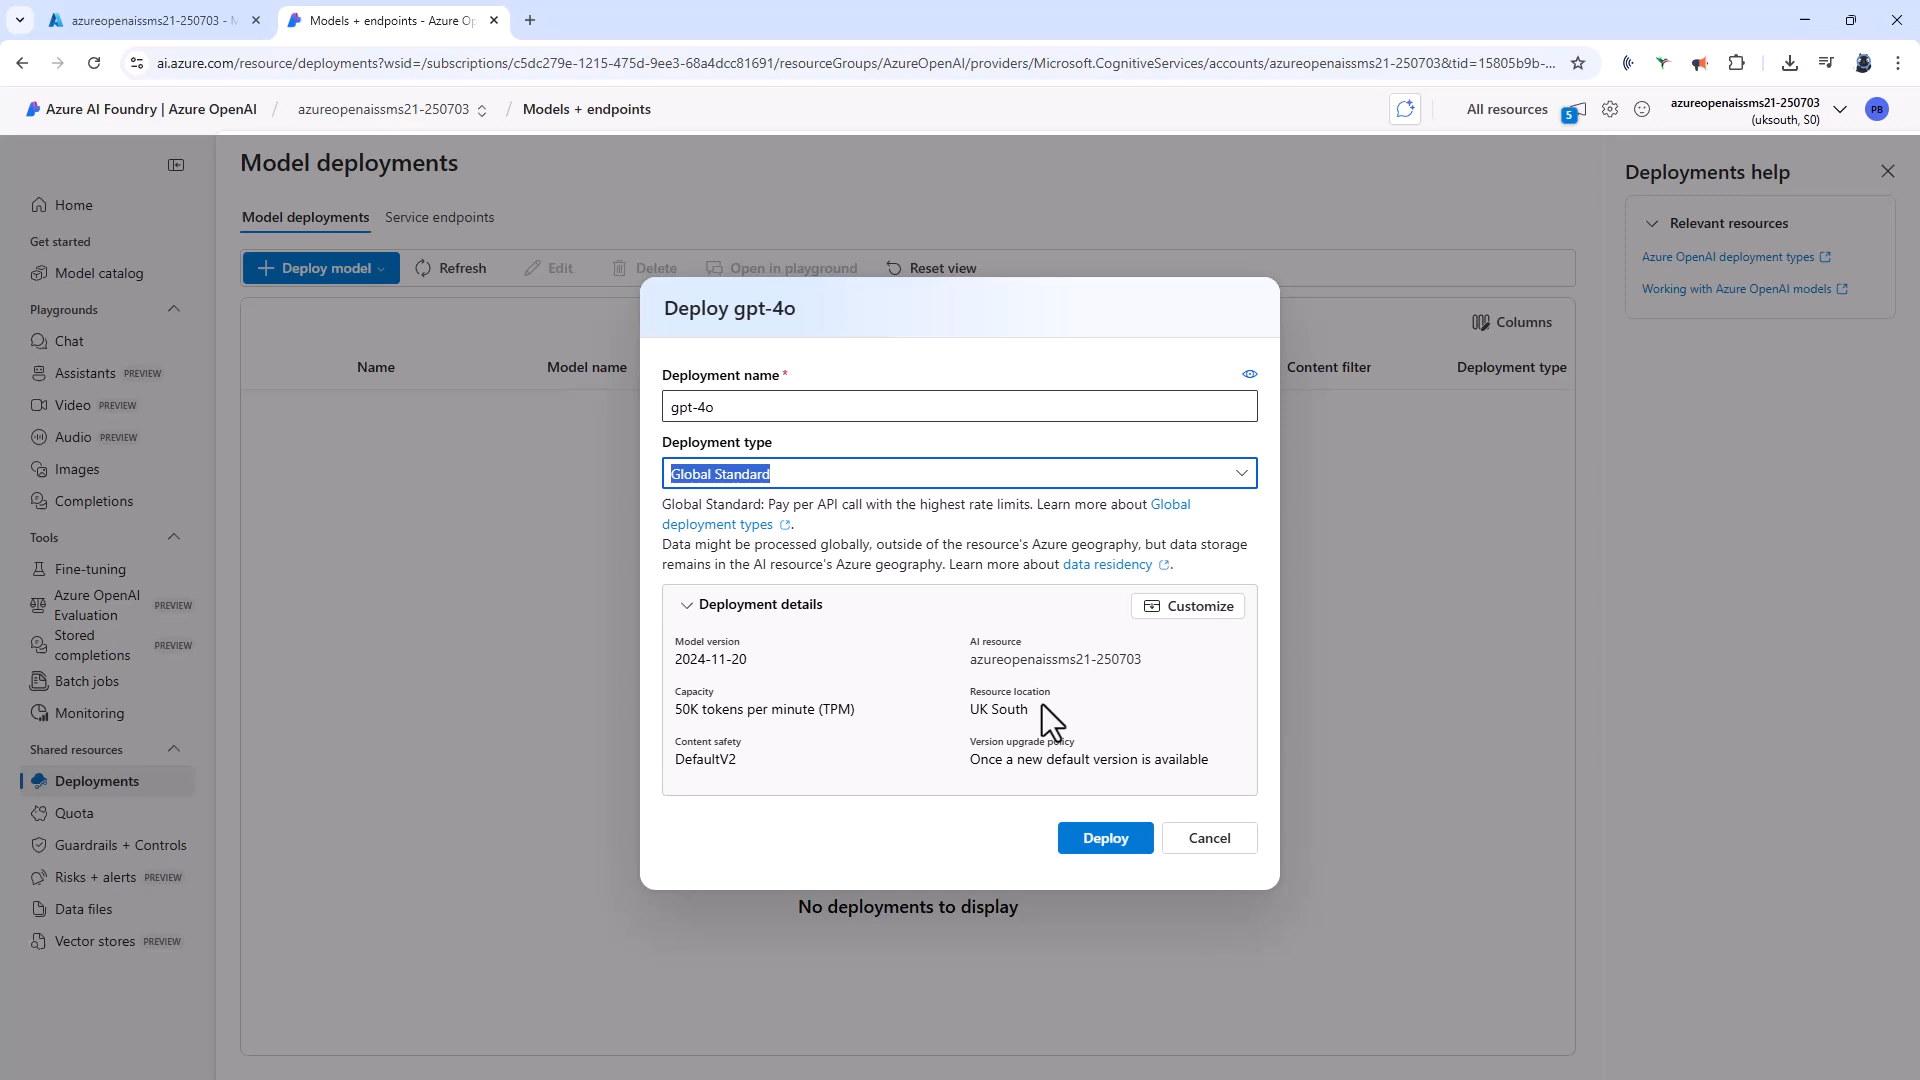 azureopenaissms21-250703 -
Models + endpoints - Azure Op
ai.azure.com/resource/deployments?wsid=/subscriptions/c5dc279e-1215-475d-9ee3-68a4dcc81691/resourceGroups/AzureOpenAI/providers/Microsoft.CognitiveServices/accounts/azureopenaissms21-250703&tid=15805b9b-...
Azure AI Foundry | Azure OpenAI / azureopenaissms21-250703 / Models + endpoints
All resources
5
azureopenaissms21-250703
(uksouth, S0)
PB
Home
Get started
Model catalog
Playgrounds
Chat
Assistants PREVIEW
Video PREVIEW
Audio PREVIEW
Images
Completions
Tools
Fine-tuning
Azure OpenAI
Evaluation
PREVIEW
Stored
completions
PREVIEW
Batch jobs
Monitoring
Shared resources
Deployments
Quota
Guardrails + Controls
Risks + alerts PREVIEW
Data files
Vector stores PREVIEW
Model deployments
Model deployments Service endpoints
Deploy model Refresh Edit Delete Open in playground Reset view
Columns
Name Model name Content filter Deployment type
No deployments to display
Deploy gpt-4o
Deployment name *
gpt-4o
Deployment type
Global Standard
Global Standard: Pay per API call with the highest rate limits. Learn more about Global
deployment types .
Data might be processed globally, outside of the resource's Azure geography, but data storage
remains in the AI resource's Azure geography. Learn more about data residency .
Deployment details
Customize
Model version
2024-11-20
AI resource
azureopenaissms21-250703
Capacity
50K tokens per minute (TPM)
Resource location
UK South
Content safety
DefaultV2
Version upgrade policy
Once a new default version is available
Deploy
Cancel
Deployments help
Relevant resources
Azure OpenAI deployment types
Working with Azure OpenAI models